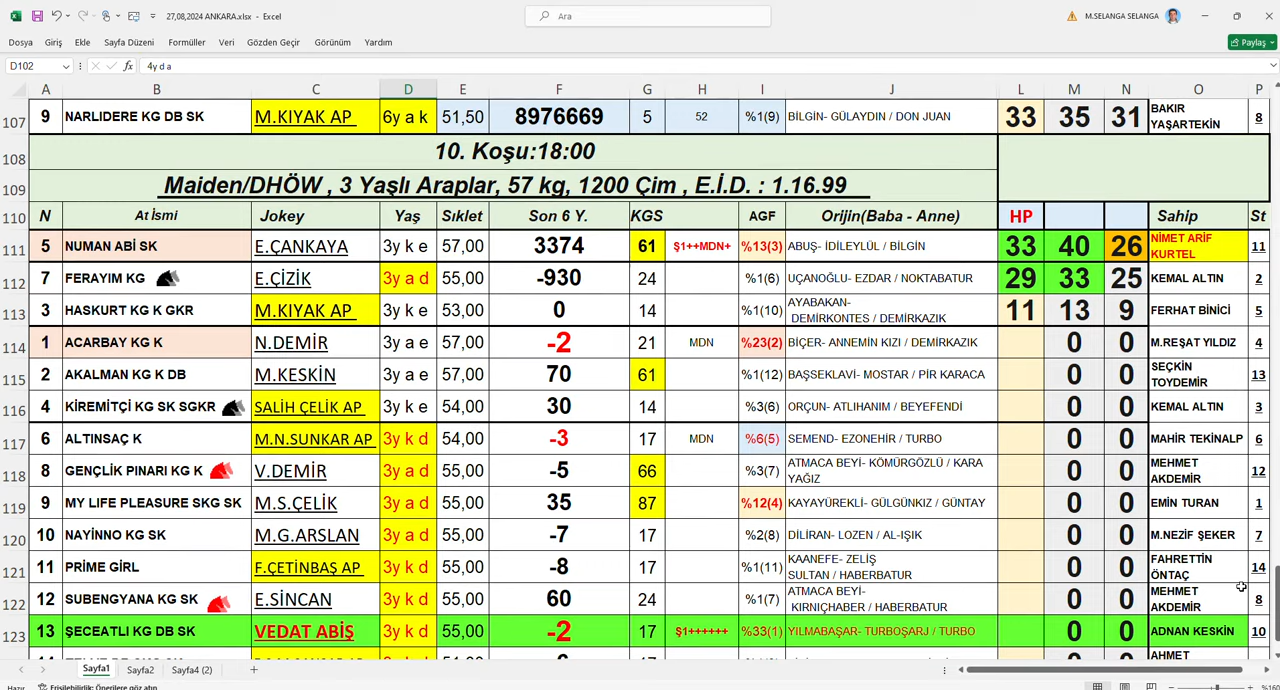 27,08,2024 ANKARA.xlsx - Excel
Ara
M.SELANGA SELANGA
Dosya Giriş Ekle Sayfa Düzeni Formüller Veri Gözden Geçir Görünüm Yardım
Paylaş
D102 fx 4y d a
A B C D E F G H I J L M N O P
107 9 NARLIDERE KG DB SK M.KIYAK AP 6y a k 51,50 8976669 5 52 %1(9) BİLGİN- GÜLAYDIN / DON JUAN 33 35 31 BAKIR YAŞARTEKİN 8
108 10. Koşu:18:00
109 Maiden/DHÖW , 3 Yaşlı Araplar, 57 kg, 1200 Çim , E.İ.D. : 1.16.99
110 N At İsmi Jokey Yaş Sıklet Son 6 Y. KGS AGF Orijin(Baba - Anne) HP Sahip St
111 5 NUMAN ABİ SK E.ÇANKAYA 3y k e 57,00 3374 61 $1++MDN+ %13(3) ABUŞ- İDİLEYLÜL / BİLGİN 33 40 26 NİMET ARİF KURTEL 11
112 7 FERAYIM KG E.ÇİZİK 3y a d 55,00 -930 24 %1(6) UÇANOĞLU- EZDAR / NOKTABATUR 29 33 25 KEMAL ALTIN 2
113 3 HASKURT KG K GKR M.KIYAK AP 3y k e 53,00 0 14 %1(10) AYABAKAN- DEMİRKONTES / DEMİRKAZIK 11 13 9 FERHAT BİNİCİ 5
114 1 ACARBAY KG K N.DEMİR 3y a e 57,00 -2 21 MDN %23(2) BİÇER- ANNEMİN KIZI / DEMİRKAZIK 0 0 M.REŞAT YILDIZ 4
115 2 AKALMAN KG K DB M.KESKİN 3y a e 57,00 70 61 %1(12) BAŞSEKLAVİ- MOSTAR / PİR KARACA 0 0 SEÇKİN TOYDEMİR 13
116 4 KİREMİTÇİ KG SK SGKR SALİH ÇELİK AP 3y k e 54,00 30 14 %3(6) ORÇUN- ATLIHANIM / BEYEFENDİ 0 0 KEMAL ALTIN 3
117 6 ALTINSAÇ K M.N.SUNKAR AP 3y k d 54,00 -3 17 MDN %6(5) SEMEND- EZONEHİR / TURBO 0 0 MAHİR TEKİNALP 6
118 8 GENÇLİK PINARI KG K V.DEMİR 3y a d 55,00 -5 66 %3(7) ATMACA BEYİ- KÖMÜRGÖZLÜ / KARA YAĞIZ 0 0 MEHMET AKDEMİR 12
119 9 MY LIFE PLEASURE SKG SK M.S.ÇELİK 3y k d 55,00 35 87 %12(4) KAYAYÜREKLİ- GÜLGÜNKIZ / GÜNTAY 0 0 EMİN TURAN 1
120 10 NAYİNNO KG SK M.G.ARSLAN 3y k d 55,00 -7 17 %2(8) DİLİRAN- LOZEN / AL-IŞIK 0 0 M.NEZİF ŞEKER 7
121 11 PRİME GİRL F.ÇETİNBAŞ AP 3y k d 55,00 -8 17 %1(11) KAANEFE- ZELİŞ SULTAN / HABERBATUR 0 0 FAHRETTİN ÖNTAÇ 14
122 12 SUBENGYANA KG SK E.SİNCAN 3y k d 55,00 60 24 %1(7) ATMACA BEYİ- KIRNIÇHABER / HABERBATUR 0 0 MEHMET AKDEMİR 8
123 13 ŞECEATLI KG DB SK VEDAT ABİŞ 3y k d 55,00 -2 17 $1++++++ %33(1) YILMABAŞAR- TURBOŞARJ / TURBO 0 0 ADNAN KESKİN 10
AHMET
Sayfa1 Sayfa2 Sayfa4 (2)
Hazır Erişilebilirlik: Önerilere göz atın %160